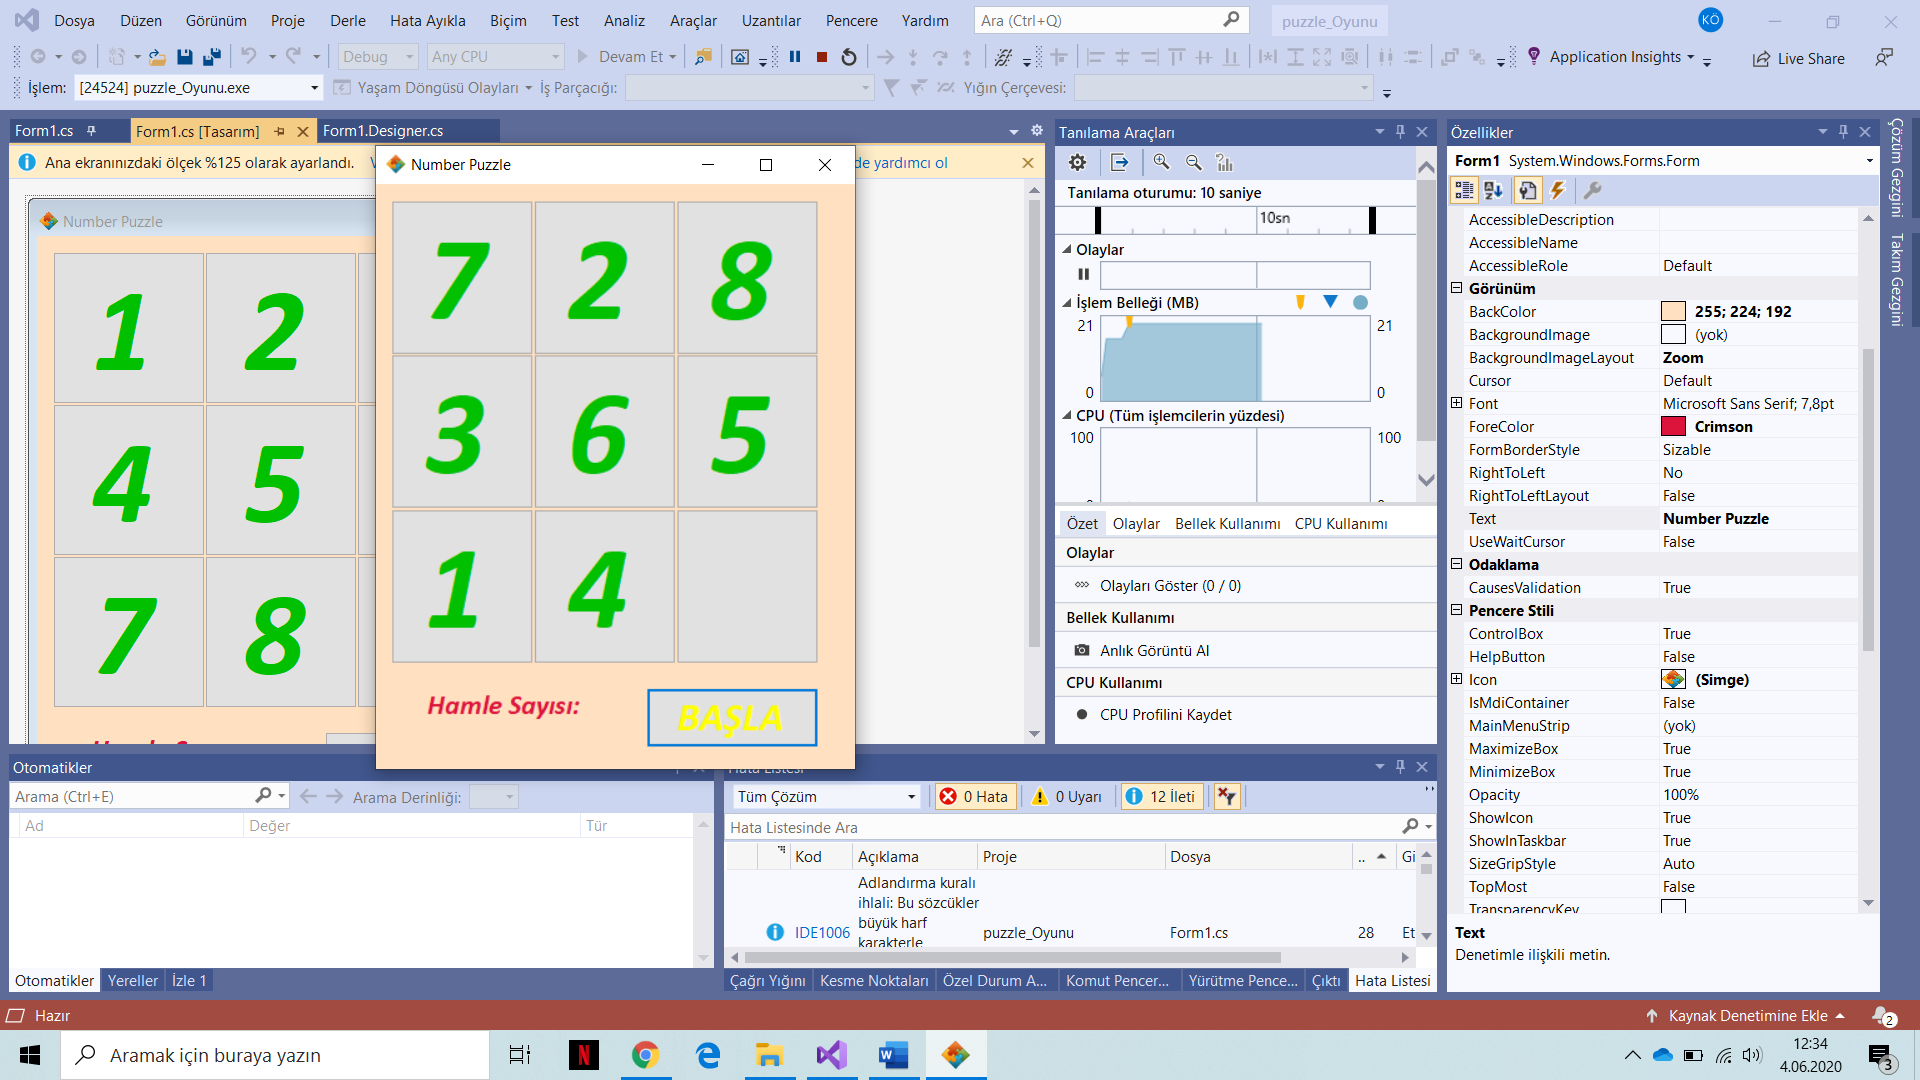 Dosya Düzen Görünüm Proje Derle Hata Ayıkla Biçim Test Analiz Araçlar Uzantılar Pencere Yardım Ara (Ctrl+Q) puzzle_Oyunu KÖ
Debug Any CPU Devam Et Application Insights Live Share
İşlem: [24524] puzzle_Oyunu.exe Yaşam Döngüsü Olayları İş Parçacığı: Yığın Çerçevesi:
Form1.cs Form1.cs [Tasarım] Form1.Designer.cs
Ana ekranınızdaki ölçek %125 olarak ayarlandı. de yardımcı ol
Number Puzzle
1 2
4 5
7 8
Number Puzzle
7 2 8
3 6 5
1 4
Hamle Sayısı: BAŞLA
Tanılama Araçları
Tanılama oturumu: 10 saniye
10sn
Olaylar
İşlem Belleği (MB)
21 21
0 0
CPU (Tüm işlemcilerin yüzdesi)
100 100
Özet Olaylar Bellek Kullanımı CPU Kullanımı
Olaylar
Olayları Göster (0 / 0)
Bellek Kullanımı
Anlık Görüntü Al
CPU Kullanımı
CPU Profilini Kaydet
Özellikler
Form1 System.Windows.Forms.Form
AccessibleDescription
AccessibleName
AccessibleRole Default
Görünüm
BackColor 255; 224; 192
BackgroundImage (yok)
BackgroundImageLayout Zoom
Cursor Default
Font Microsoft Sans Serif; 7,8pt
ForeColor Crimson
FormBorderStyle Sizable
RightToLeft No
RightToLeftLayout False
Text Number Puzzle
UseWaitCursor False
Odaklama
CausesValidation True
Pencere Stili
ControlBox True
HelpButton False
Icon (Simge)
IsMdiContainer False
MainMenuStrip (yok)
MaximizeBox True
MinimizeBox True
Opacity 100%
ShowIcon True
ShowInTaskbar True
SizeGripStyle Auto
TopMost False
TransparencyKey
Text
Denetimle ilişkili metin.
Çözüm Gezgini
Takım Gezgini
Otomatikler
Arama (Ctrl+E) Arama Derinliği:
Ad Değer Tür
Otomatikler Yereller İzle 1
Hata Listesi
Tüm Çözüm 0 Hata 0 Uyarı 12 İleti
Hata Listesinde Ara
Kod Açıklama Proje Dosya .. Gi
Adlandırma kuralı
ihlali: Bu sözcükler
büyük harf
karakterle
IDE1006 puzzle_Oyunu Form1.cs 28 Et
Çağrı Yığını Kesme Noktaları Özel Durum A... Komut Pencer... Yürütme Pence... Çıktı Hata Listesi
Hazır Kaynak Denetimine Ekle 2
Aramak için buraya yazın
12:34
4.06.2020
3